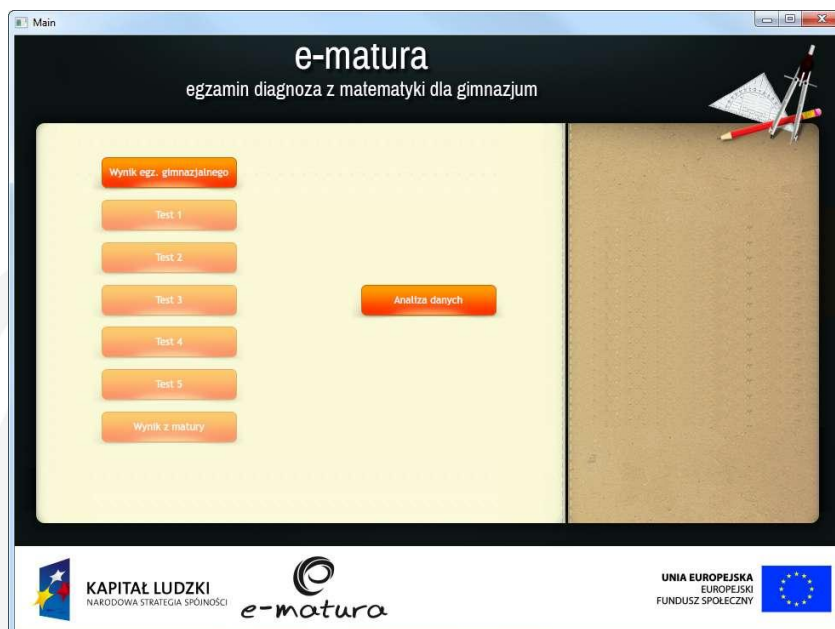 Main
e-matura
egzamin diagnoza z matematyki dla gimnazjum
Wynik egz. gimnazjalnego
Test 1
Test 2
Test 3
Analiza danych
Test 4
Test 5
Wynik z matury
KAPITAŁ LUDZKI
NARODOWA STRATEGIA SPÓJNOŚCI
e-matura
UNIA EUROPEJSKA
EUROPEJSKI
FUNDUSZ SPOŁECZNY